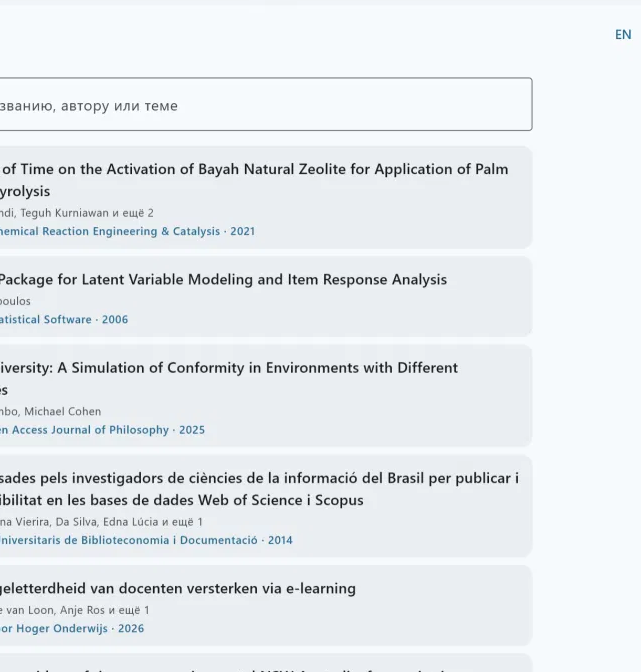 EN
званию, автору или теме
of Time on the Activation of Bayah Natural Zeolite for Application of Palm
yrolysis
ndi, Teguh Kurniawan и ещё 2
hemical Reaction Engineering & Catalysis · 2021
Package for Latent Variable Modeling and Item Response Analysis
poulos
atistical Software · 2006
iversity: A Simulation of Conformity in Environments with Different
es
mbo, Michael Cohen
en Access Journal of Philosophy · 2025
sades pels investigadors de ciències de la informació del Brasil per publicar i
ibilitat en les bases de dades Web of Science i Scopus
na Vierira, Da Silva, Edna Lúcia и ещё 1
niversitaris de Biblioteconomia i Documentació · 2014
geletterdheid van docenten versterken via e-learning
e van Loon, Anje Ros и ещё 1
oor Hoger Onderwijs · 2026